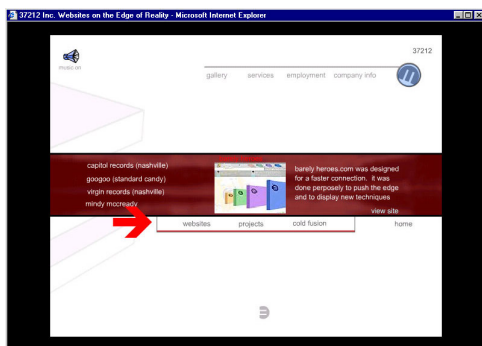 37212 Inc. Websites on the Edge of Reality - Microsoft Internet Explorer
37212
music on
gallery services employment company info
capitol records (nashville)
googoo (standard candy)
virgin records (nashville)
mindy mccready
barely heroes.com was designed
for a faster connection. it was
done perposely to push the edge
and to display new techniques
view site
websites projects cold fusion home